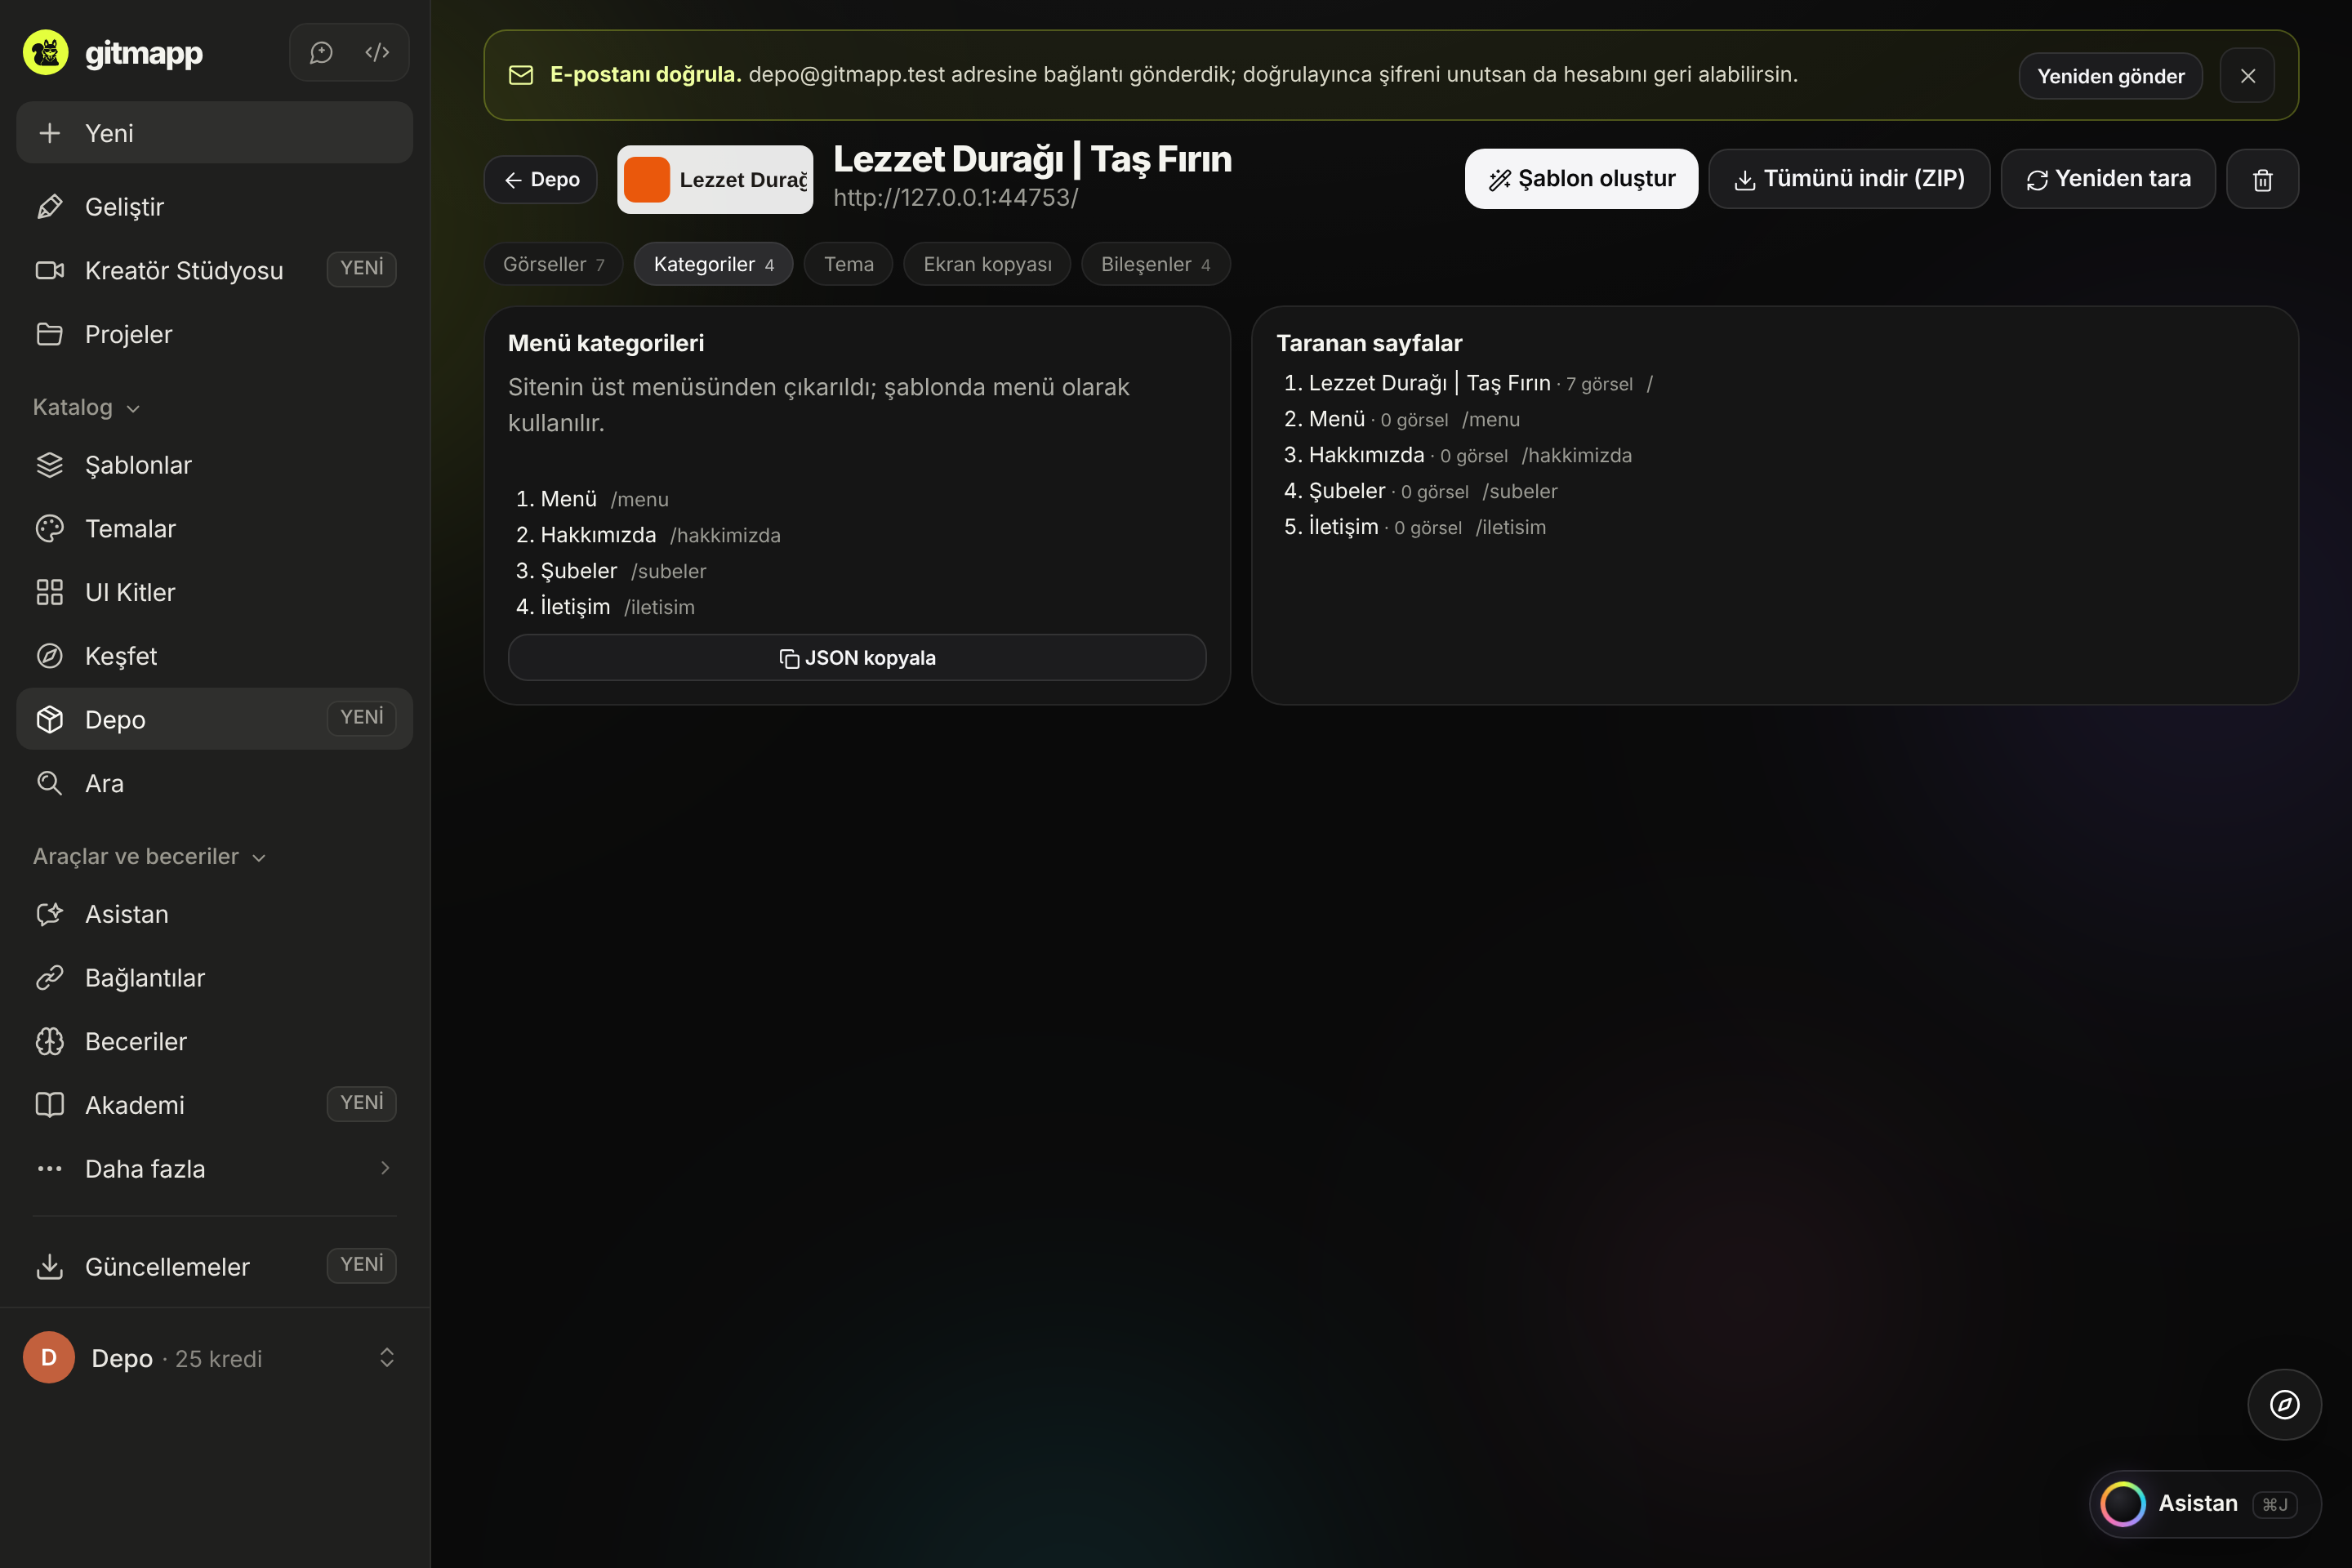 gitmapp
Yeni
Geliştir
Kreatör Stüdyosu YENİ
Projeler
Katalog
Şablonlar
Temalar
UI Kitler
Keşfet
Depo YENİ
Ara
Araçlar ve beceriler
Asistan
Bağlantılar
Beceriler
Akademi YENİ
Daha fazla
Güncellemeler YENİ
D Depo · 25 kredi
E-postanı doğrula. depo@gitmapp.test adresine bağlantı gönderdik; doğrulayınca şifreni unutsan da hesabını geri alabilirsin. Yeniden gönder
Depo
Lezzet Durağ
Lezzet Durağı | Taş Fırın
http://127.0.0.1:44753/
Şablon oluştur Tümünü indir (ZIP) Yeniden tara
Görseller 7 Kategoriler 4 Tema Ekran kopyası Bileşenler 4
Menü kategorileri
Sitenin üst menüsünden çıkarıldı; şablonda menü olarak
kullanılır.
1. Menü /menu
2. Hakkımızda /hakkimizda
3. Şubeler /subeler
4. İletişim /iletisim
JSON kopyala
Taranan sayfalar
1. Lezzet Durağı | Taş Fırın · 7 görsel /
2. Menü · 0 görsel /menu
3. Hakkımızda · 0 görsel /hakkimizda
4. Şubeler · 0 görsel /subeler
5. İletişim · 0 görsel /iletisim
Asistan ⌘J